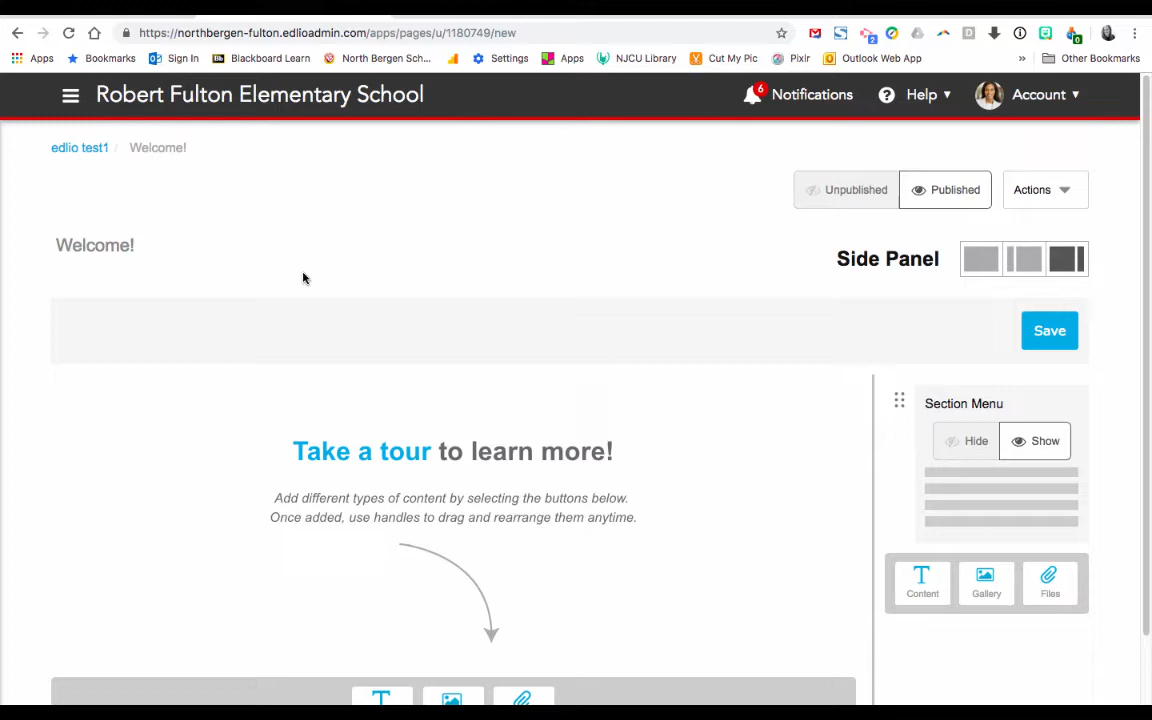 https://northbergen-fulton.edlioadmin.com/apps/pages/u/1180749/new
2
0
Apps Bookmarks Sign In Bb Blackboard Learn North Bergen Sch... Settings Apps NJCU Library Cut My Pic Pixlr Outlook Web App » Other Bookmarks
Robert Fulton Elementary School
6 Notifications ? Help Account
edlio test1 / Welcome!
Unpublished Published Actions
Welcome!
Side Panel
Save
Section Menu
Hide Show
Take a tour to learn more!
Add different types of content by selecting the buttons below.
Once added, use handles to drag and rearrange them anytime.
T
Content Gallery Files
T